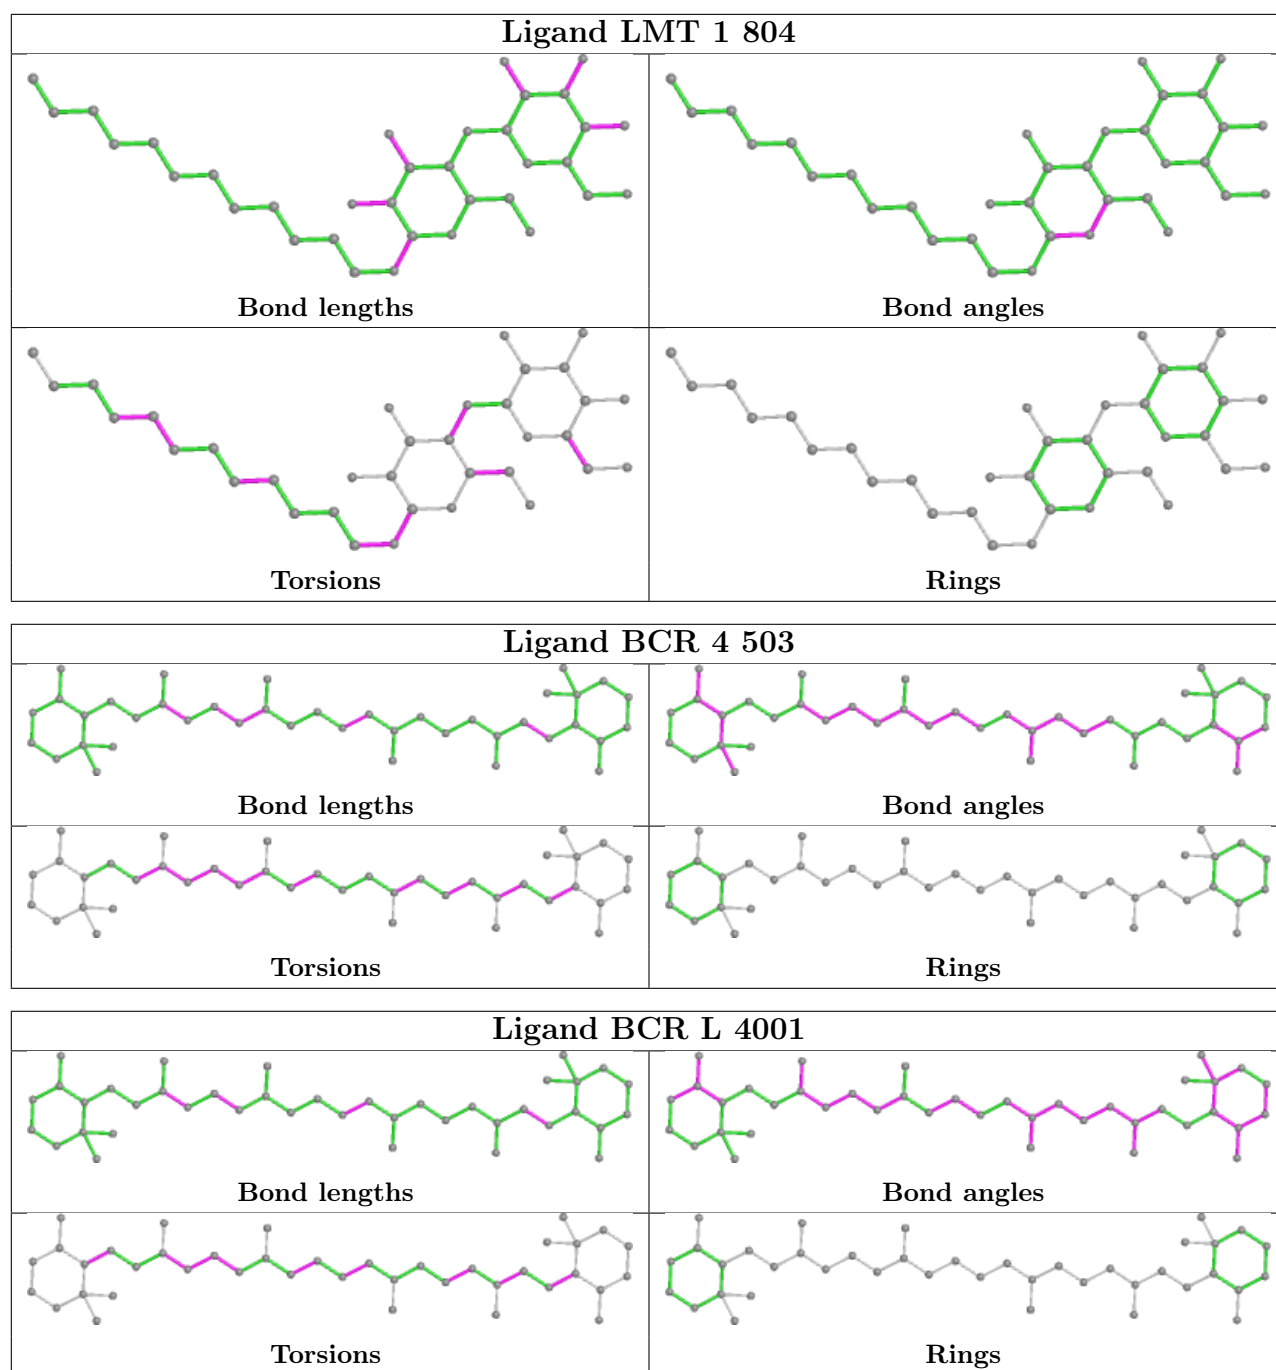 Ligand LMT 1 804
Bond lengths
Bond angles
Torsions
Rings
Ligand BCR 4 503
Bond lengths
Bond angles
Torsions
Rings
Ligand BCR L 4001
Bond lengths
Bond angles
Torsions
Rings